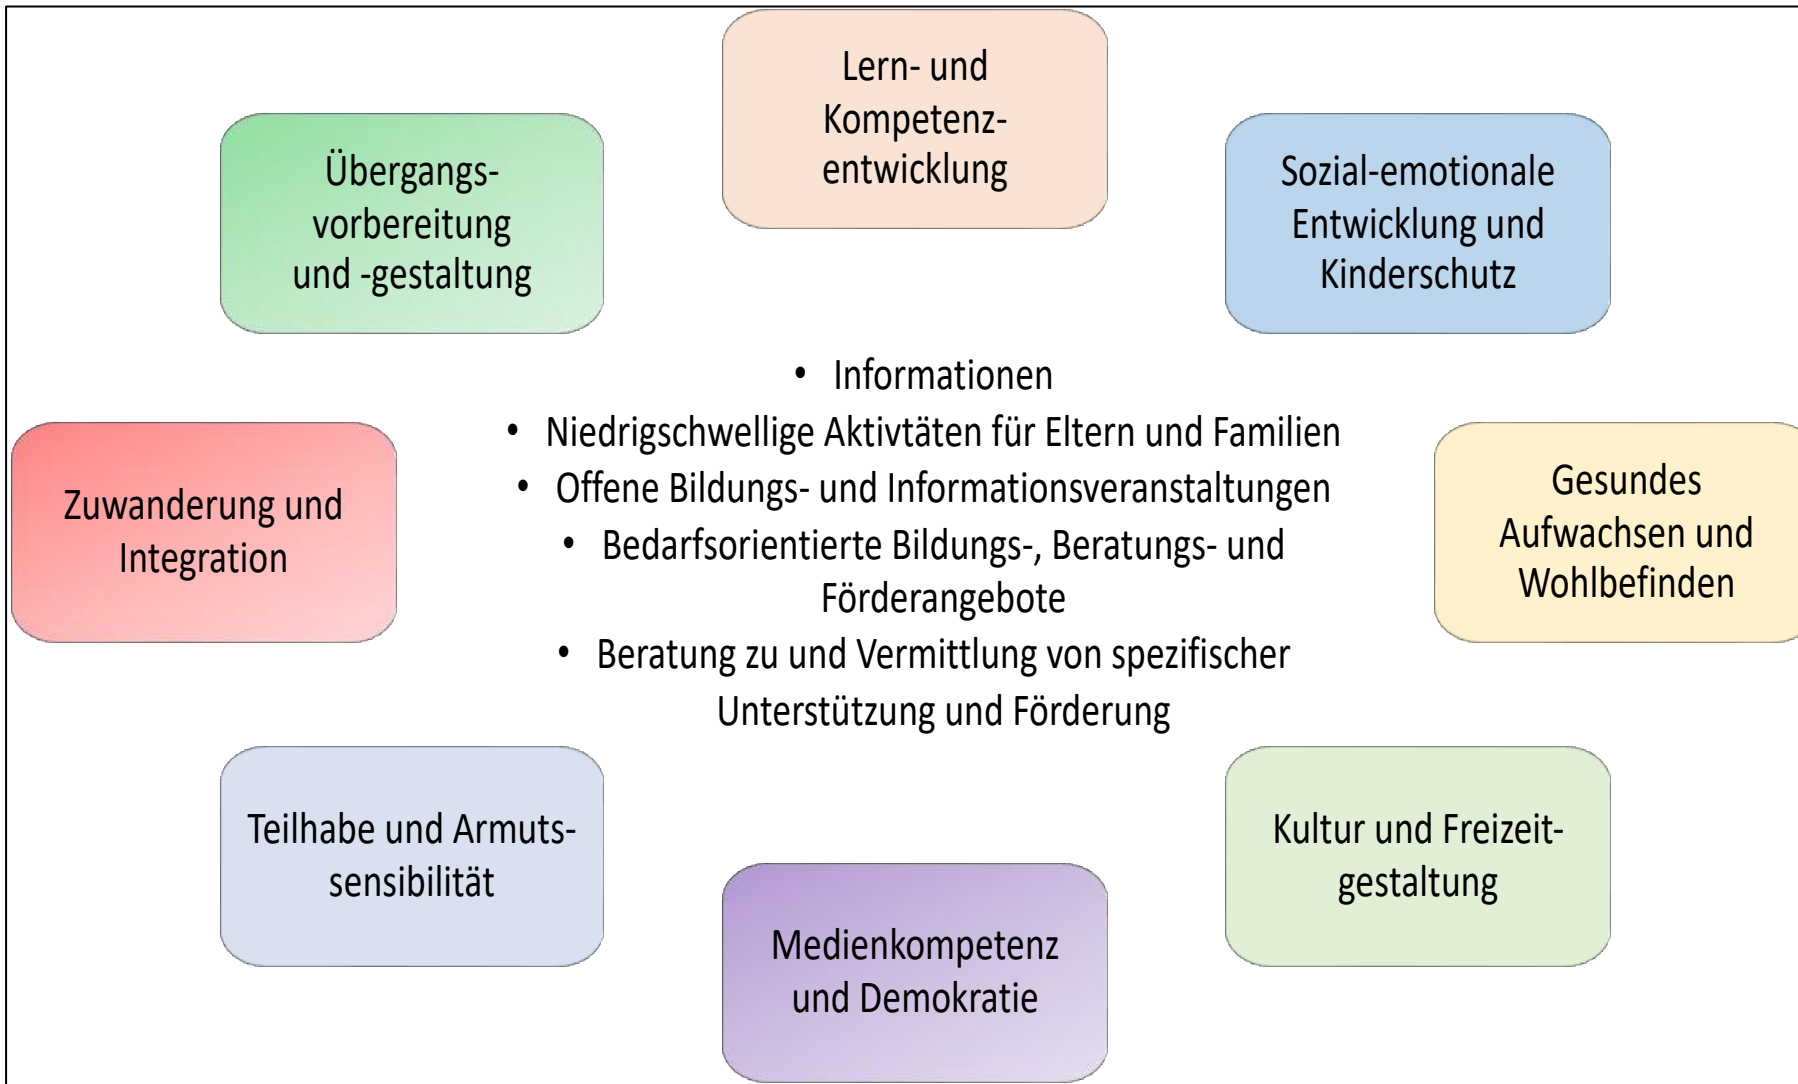 Lern- und
Kompetenz-
entwicklung
Übergangs-
vorbereitung
und -gestaltung
Sozial-emotionale
Entwicklung und
Kinderschutz
• Informationen
• Niedrigschwellige Aktivtäten für Eltern und Familien
• Offene Bildungs- und Informationsveranstaltungen
• Bedarfsorientierte Bildungs-, Beratungs- und
Förderangebote
• Beratung zu und Vermittlung von spezifischer
Unterstützung und Förderung
Zuwanderung und
Integration
Gesundes
Aufwachsen und
Wohlbefinden
Teilhabe und Armuts-
sensibilität
Kultur und Freizeit-
gestaltung
Medienkompetenz
und Demokratie